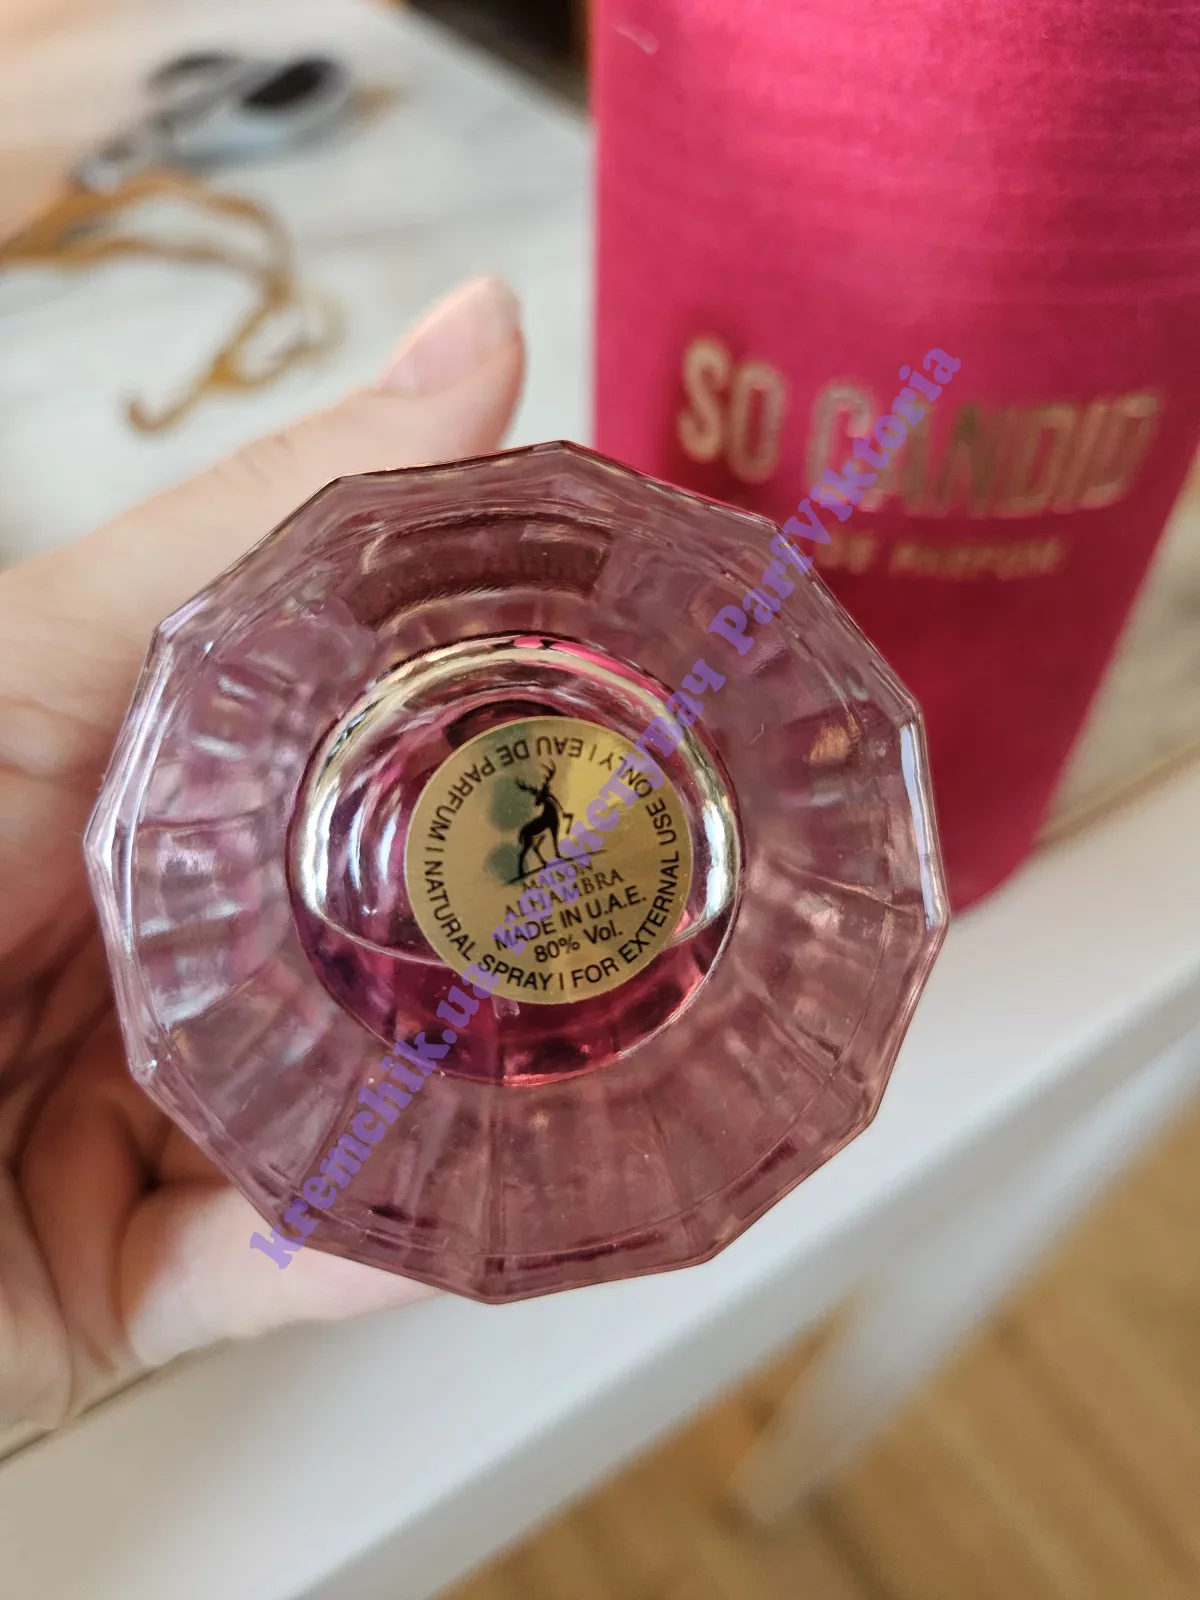 SO CANDID
DE PARFUM
EAU DE PARFUM | NATURAL SPRAY | FOR EXTERNAL USE ONLY |
MAISON
ALHAMBRA
MADE IN U.A.E.
80% Vol.
kremchik.ua користувач ParfViktoria